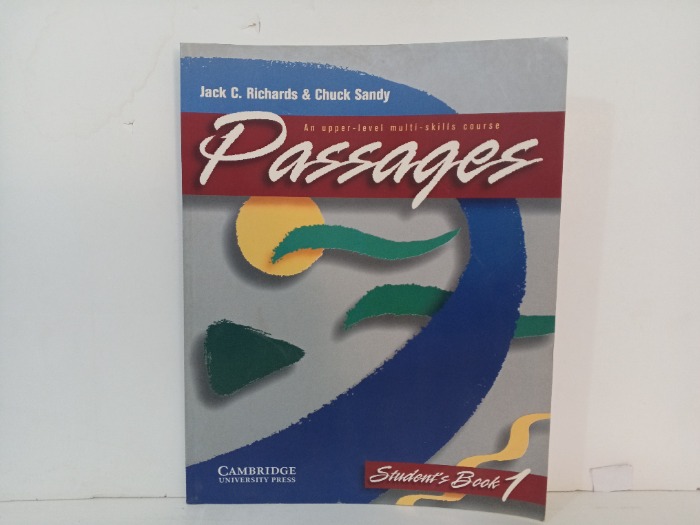 Jack C. Richards & Chuck Sandy
An upper-level multi-skills course
Passages
Student's Book 1
CAMBRIDGE
UNIVERSITY PRESS